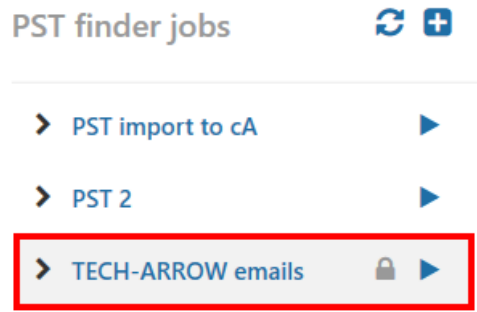 PST finder jobs
PST import to cA
PST 2
TECH-ARROW emails